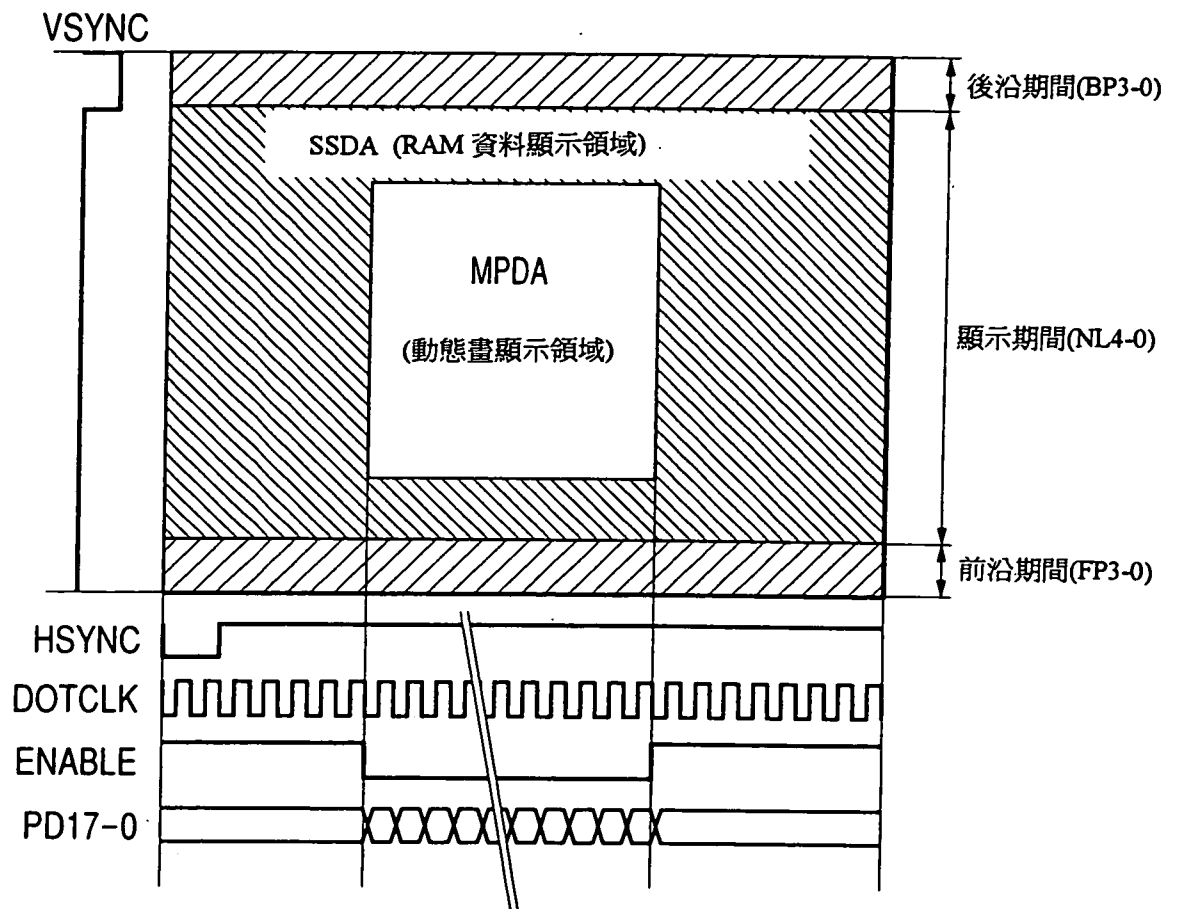 VSYNC
後沿期間(BP3-0)
SSDA (RAM 資料顯示領域)
MPDA
(動態畫顯示領域)
顯示期間(NL4-0)
前沿期間(FP3-0)
HSYNC
DOTCLK
ENABLE
PD17-0